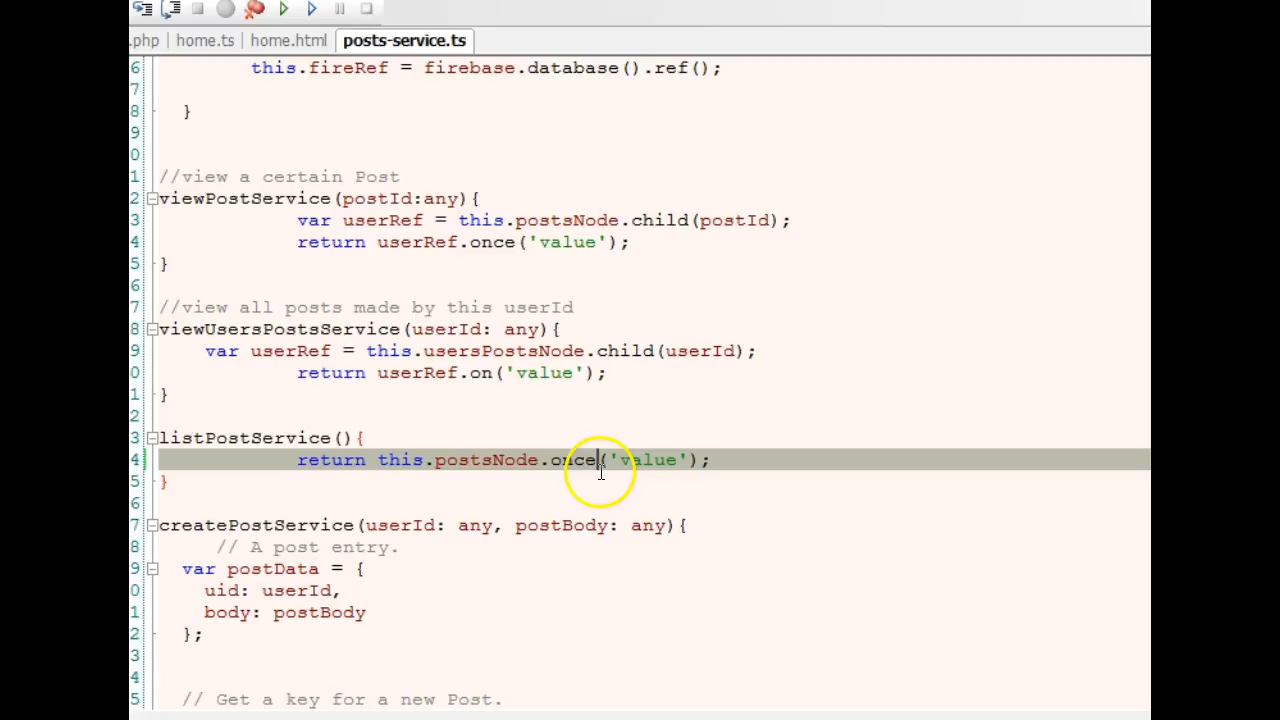 .php home.ts home.html posts-service.ts
6 this.fireRef = firebase.database().ref();
7
8 }
9
0
1 //view a certain Post
2 viewPostService(postId:any){
3 var userRef = this.postsNode.child(postId);
4 return userRef.once('value');
5 }
6
7 //view all posts made by this userId
8 viewUsersPostsService(userId: any){
9 var userRef = this.usersPostsNode.child(userId);
0 return userRef.on('value');
1 }
2
3 listPostService(){
4 return this.postsNode.once('value');
5 }
6
7 createPostService(userId: any, postBody: any){
8 // A post entry.
9 var postData = {
0 uid: userId,
1 body: postBody
2 };
3
4
5 // Get a key for a new Post.